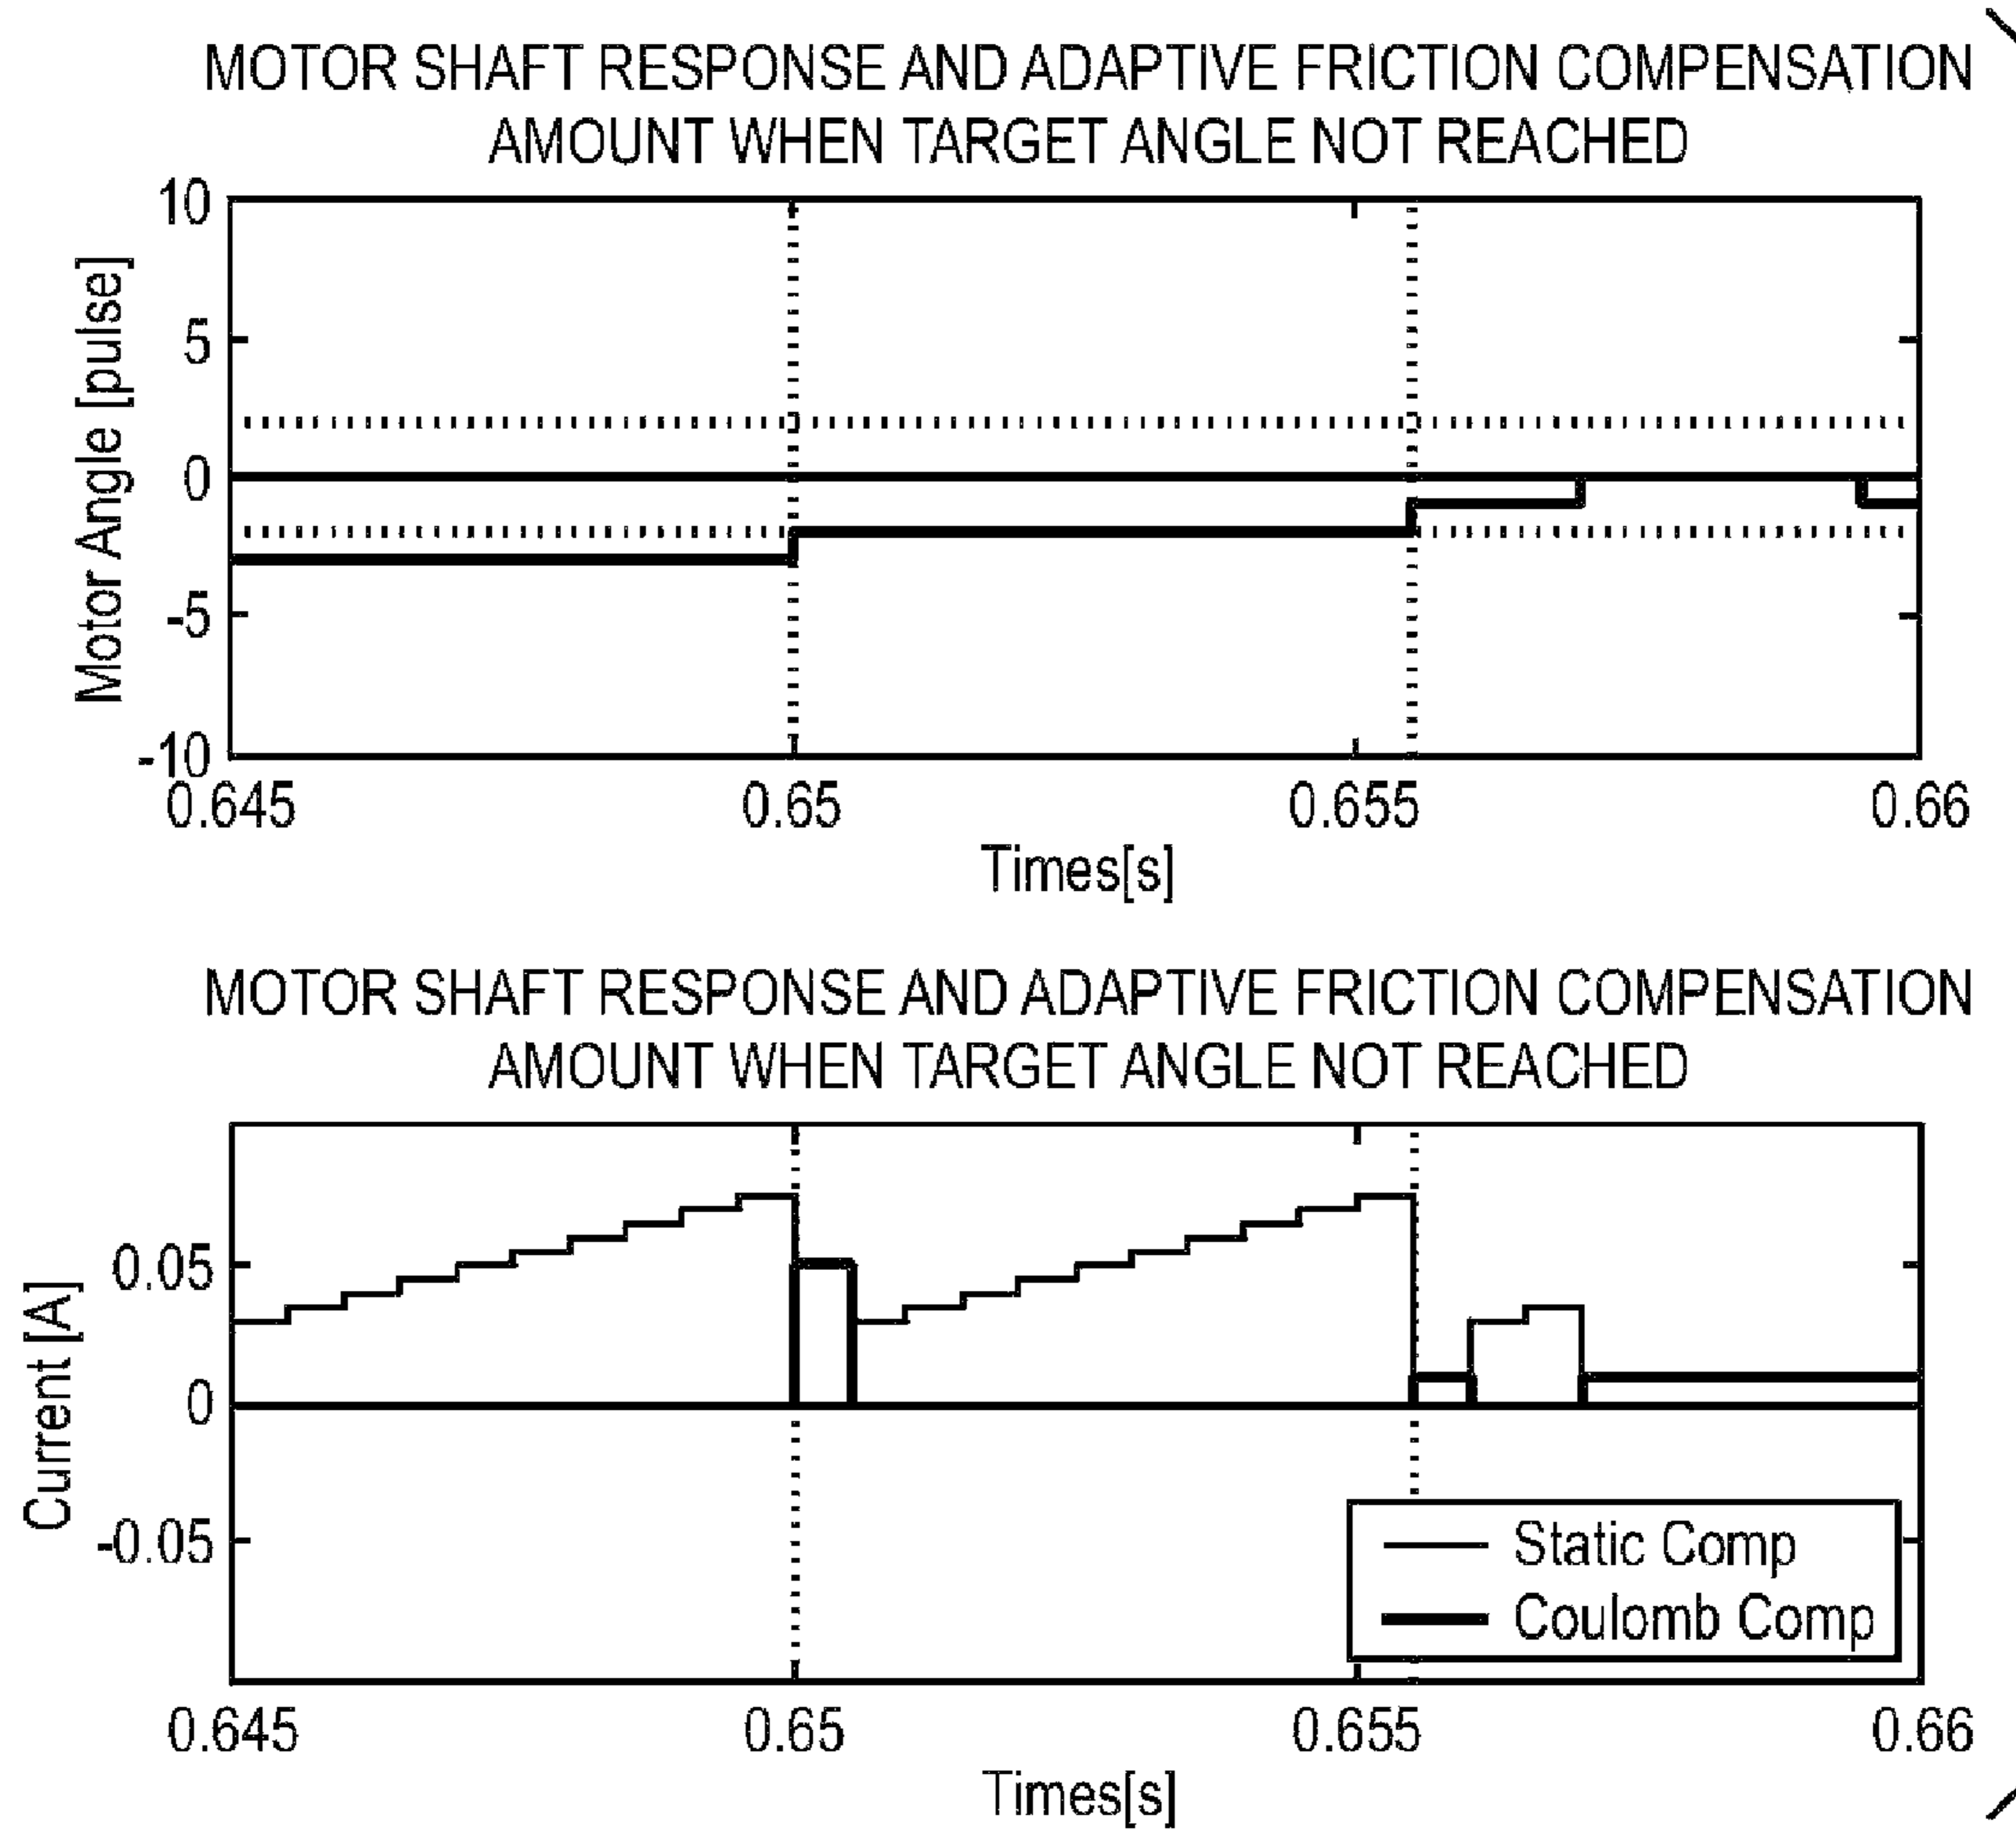 MOTOR SHAFT RESPONSE AND ADAPTIVE FRICTION COMPENSATION
AMOUNT WHEN TARGET ANGLE NOT REACHED
Motor Angle [pulse]
10
5
0
-5
-10
0.645 0.65 0.655 0.66
Times[s]
MOTOR SHAFT RESPONSE AND ADAPTIVE FRICTION COMPENSATION
AMOUNT WHEN TARGET ANGLE NOT REACHED
Current [A]
0.05
0
-0.05
Static Comp
Coulomb Comp
0.645 0.65 0.655 0.66
Times[s]